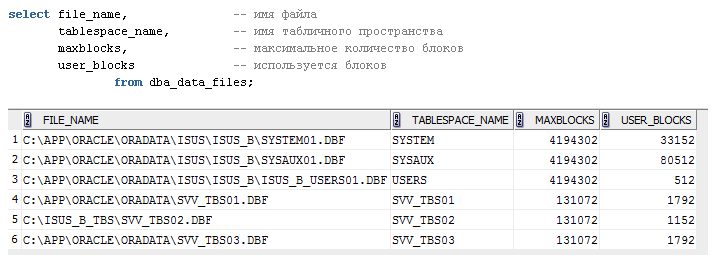 select file_name, -- имя файла
tablespace_name, -- имя табличного пространства
maxblocks, -- максимальное количество блоков
user_blocks -- используется блоков
from dba_data_files;
FILE_NAME TABLESPACE_NAME MAXBLOCKS USER_BLOCKS
1 C:\APP\ORACLE\ORADATA\ISUS\ISUS_B\SYSTEM01.DBF SYSTEM 4194302 33152
2 C:\APP\ORACLE\ORADATA\ISUS\ISUS_B\SYSAUX01.DBF SYSAUX 4194302 80512
3 C:\APP\ORACLE\ORADATA\ISUS\ISUS_B\ISUS_B_USERS01.DBF USERS 4194302 512
4 C:\APP\ORACLE\ORADATA\SVV_TBS01.DBF SVV_TBS01 131072 1792
5 C:\ISUS_B_TBS\SVV_TBS02.DBF SVV_TBS02 131072 1152
6 C:\APP\ORACLE\ORADATA\SVV_TBS03.DBF SVV_TBS03 131072 1792